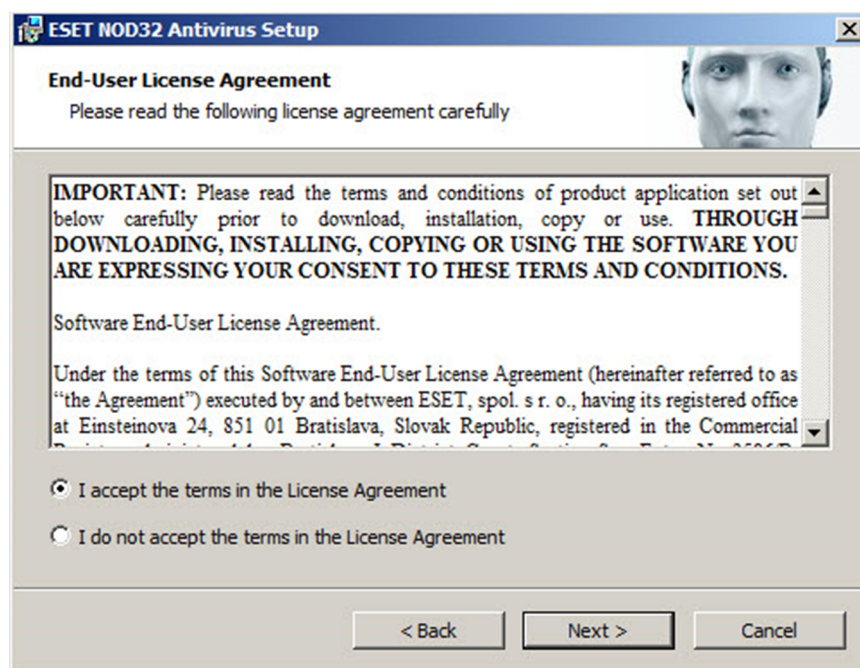 ESET NOD32 Antivirus Setup
End-User License Agreement
Please read the following license agreement carefully
IMPORTANT: Please read the terms and conditions of product application set out
below carefully prior to download, installation, copy or use. THROUGH
DOWNLOADING, INSTALLING, COPYING OR USING THE SOFTWARE YOU
ARE EXPRESSING YOUR CONSENT TO THESE TERMS AND CONDITIONS.
Software End-User License Agreement.
Under the terms of this Software End-User License Agreement (hereinafter referred to as
“the Agreement”) executed by and between ESET, spol. s r. o., having its registered office
at Einsteinova 24, 851 01 Bratislava, Slovak Republic, registered in the Commercial
I accept the terms in the License Agreement
I do not accept the terms in the License Agreement
< Back
Next >
Cancel